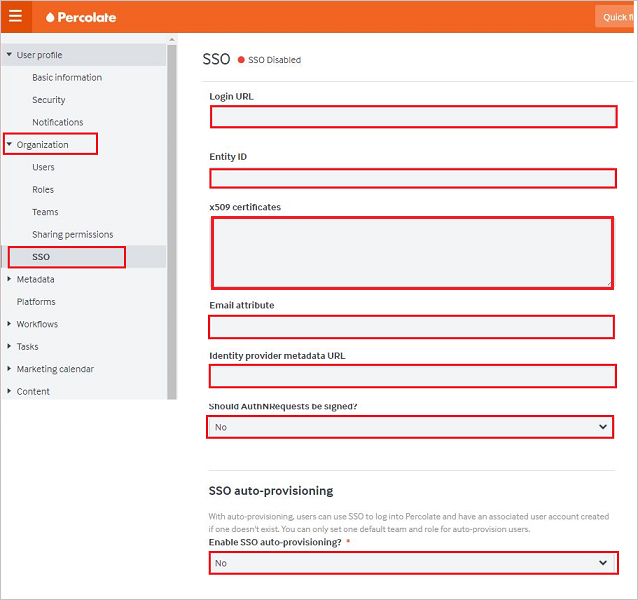 Percolate
Quick fi
User profile
Basic information
Security
Notifications
Organization
Users
Roles
Teams
Sharing permissions
SSO
Metadata
Platforms
Workflows
Tasks
Marketing calendar
Content
SSO SSO Disabled
Login URL
Entity ID
x509 certificates
Email attribute
Identity provider metadata URL
Should AuthNRequests be signed?
No
SSO auto-provisioning
With auto-provisioning, users can use SSO to log into Percolate and have an associated user account created
if one doesn't exist. You can only set one default team and role for auto-provision users.
Enable SSO auto-provisioning? *
No